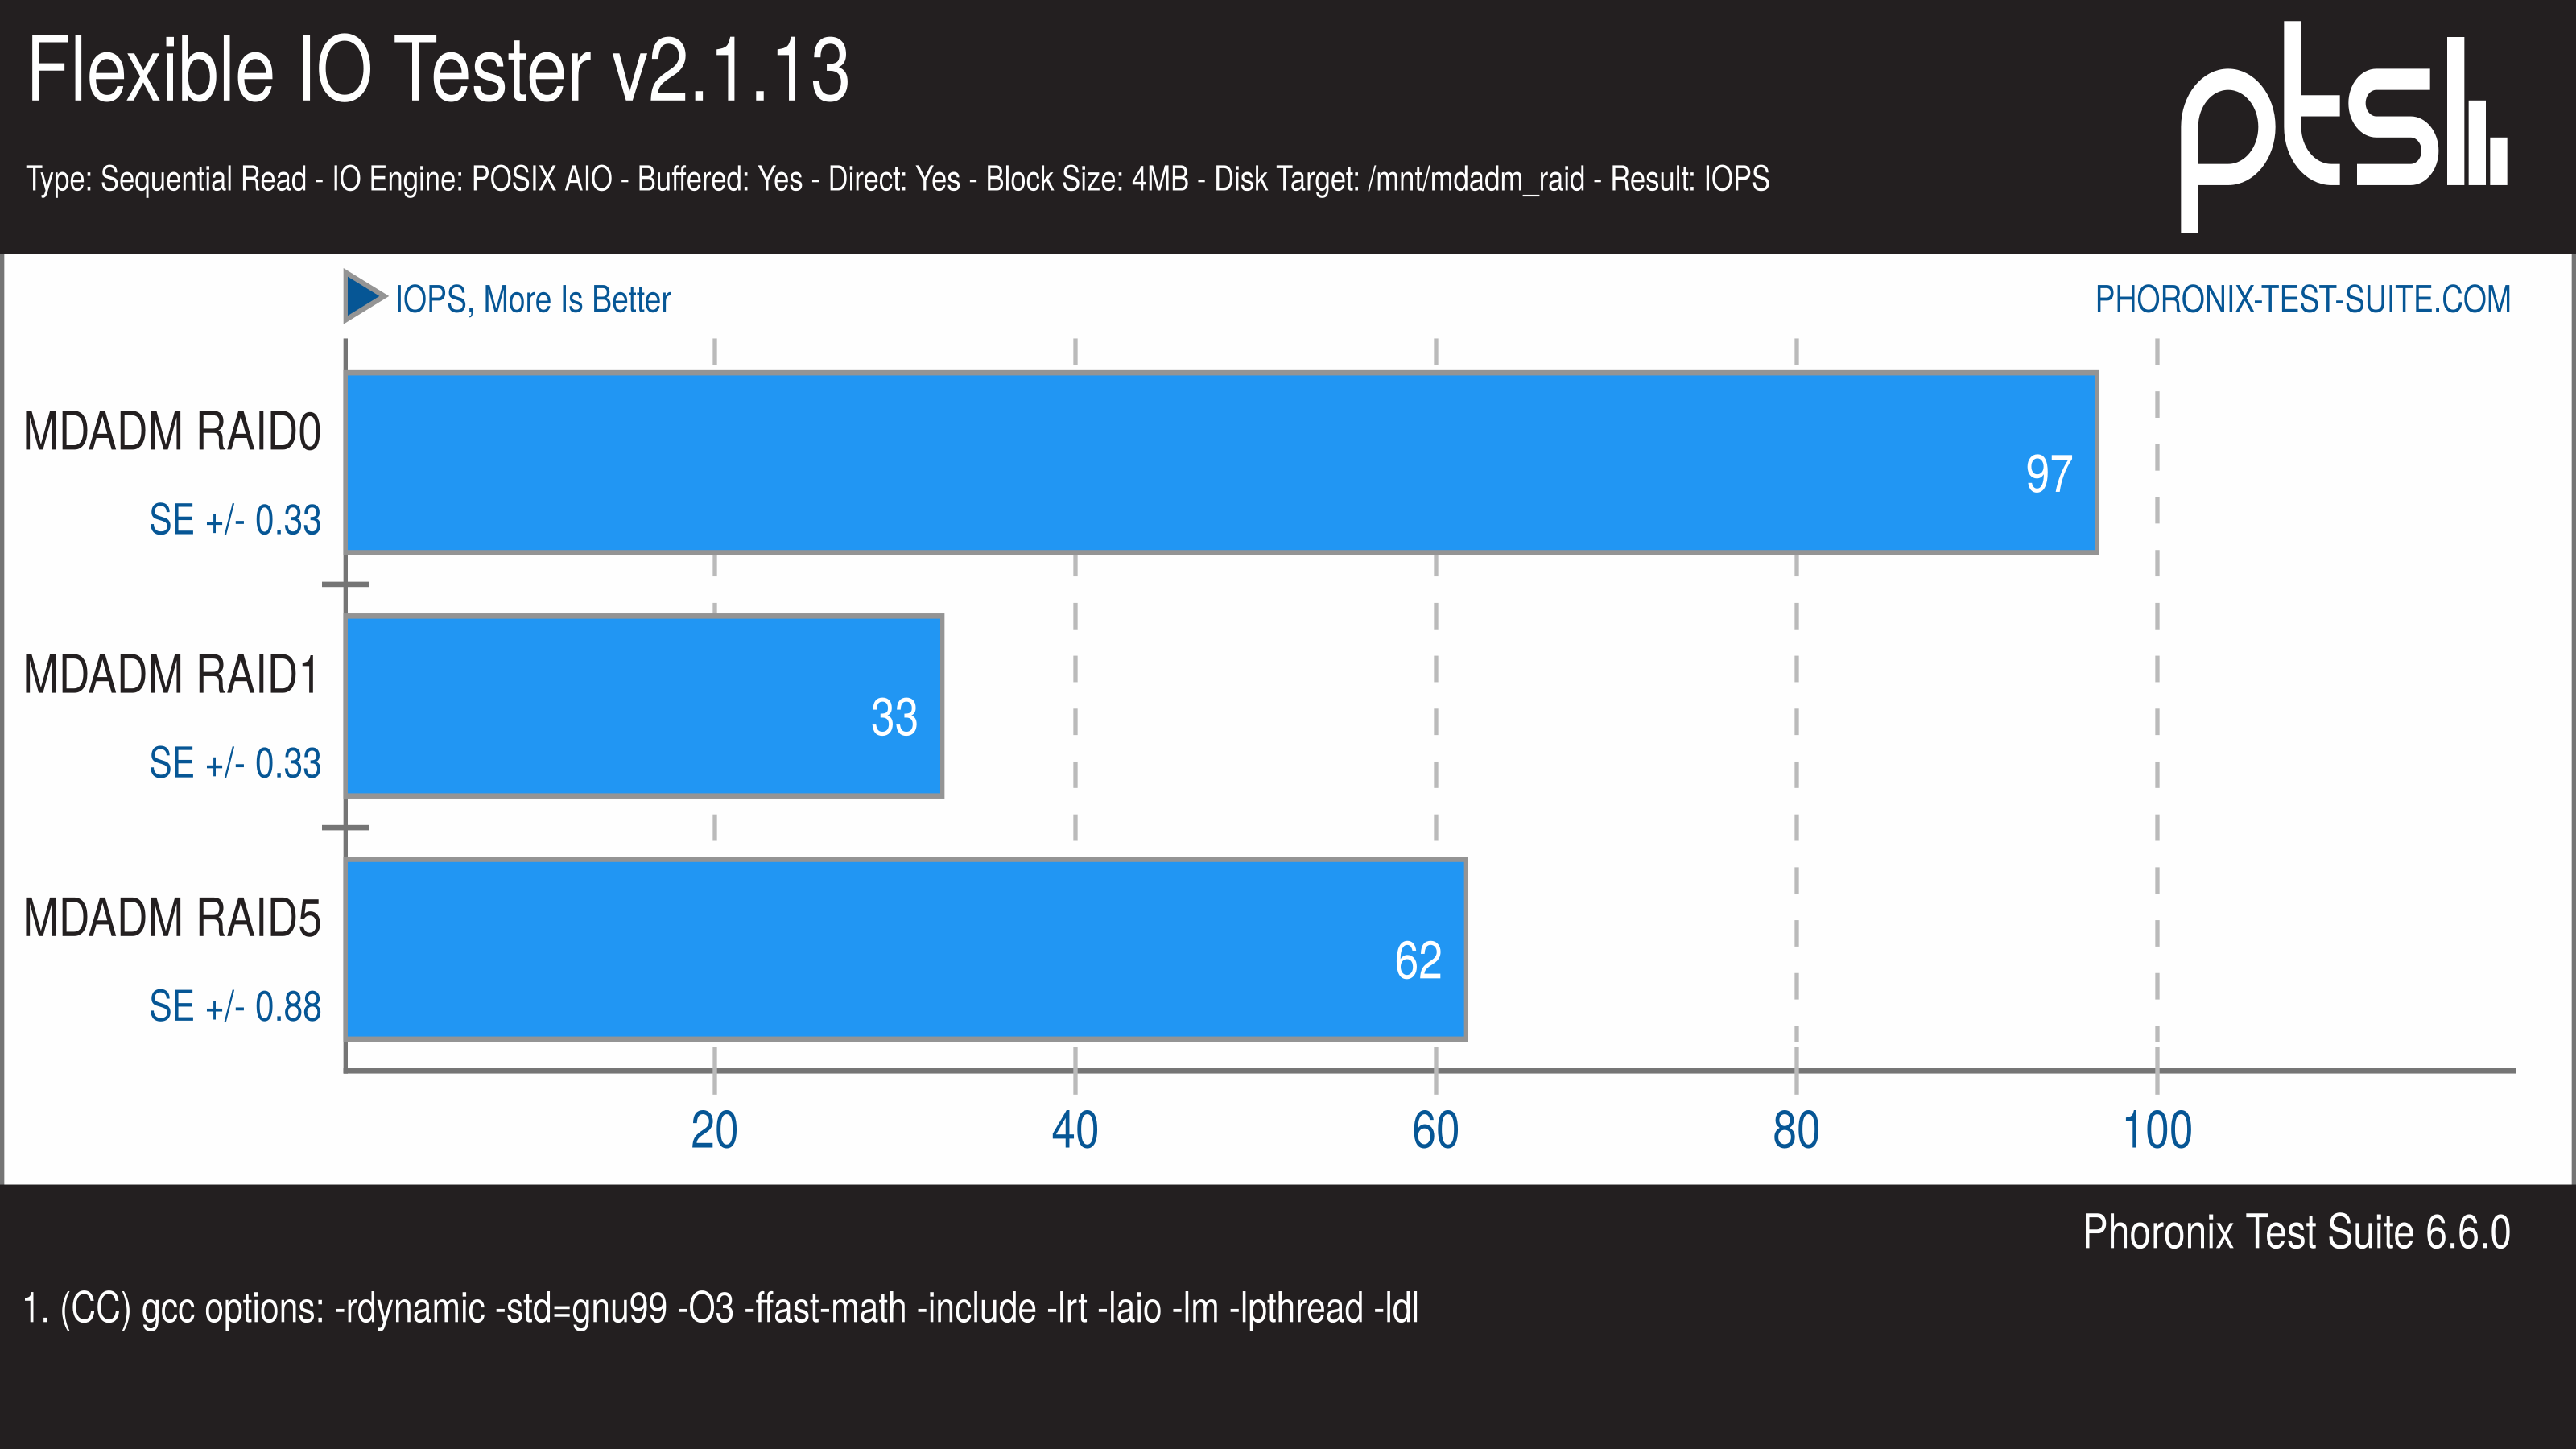 Flexible IO Tester v2.1.13
Type: Sequential Read - IO Engine: POSIX AIO - Buffered: Yes - Direct: Yes - Block Size: 4MB - Disk Target: /mnt/mdadm_raid - Result: IOPS
ptsl
IOPS, More Is Better
PHORONIX-TEST-SUITE.COM
MDADM RAID0
SE +/- 0.33
97
MDADM RAID1
SE +/- 0.33
33
MDADM RAID5
SE +/- 0.88
62
20 40 60 80 100
Phoronix Test Suite 6.6.0
1. (CC) gcc options: -rdynamic -std=gnu99 -O3 -ffast-math -include -lrt -laio -lm -lpthread -ldl